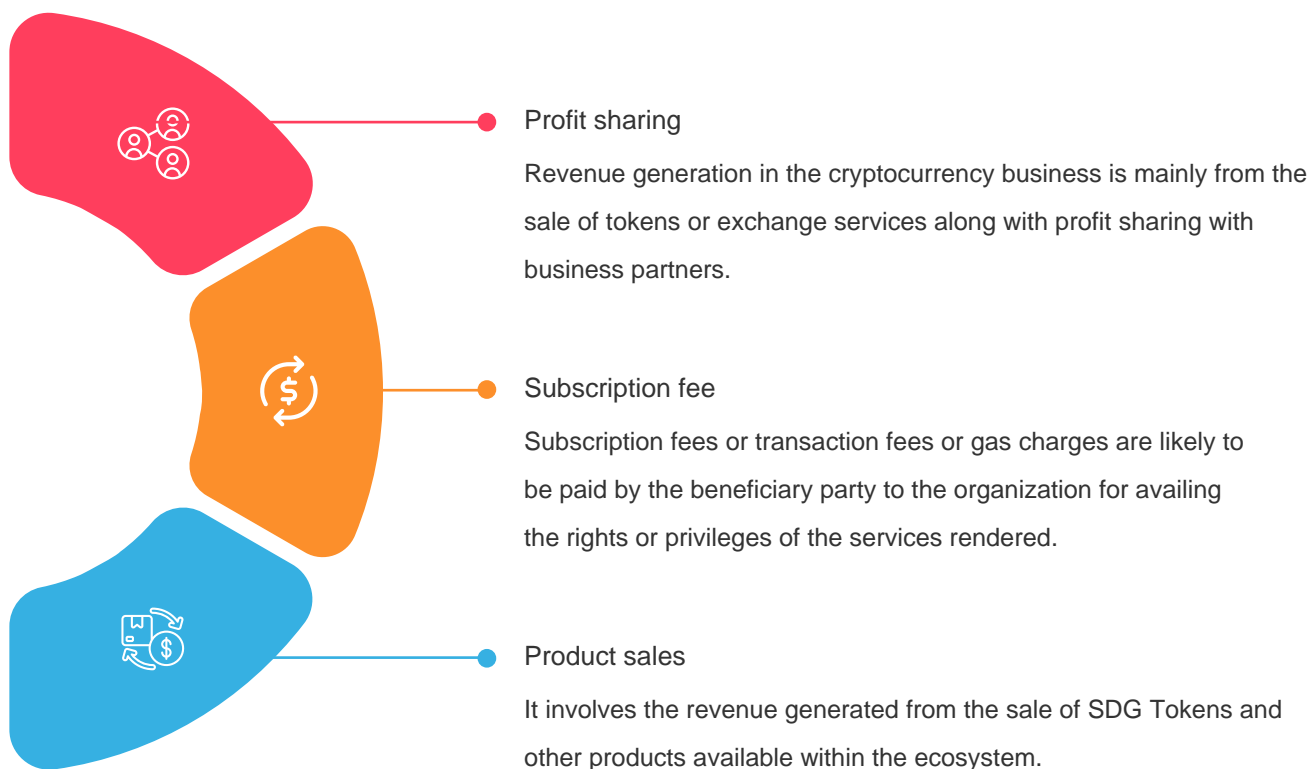 Profit sharing
Revenue generation in the cryptocurrency business is mainly from the
sale of tokens or exchange services along with profit sharing with
business partners.
Subscription fee
Subscription fees or transaction fees or gas charges are likely to
be paid by the beneficiary party to the organization for availing
the rights or privileges of the services rendered.
Product sales
It involves the revenue generated from the sale of SDG Tokens and
other products available within the ecosystem.
$
$